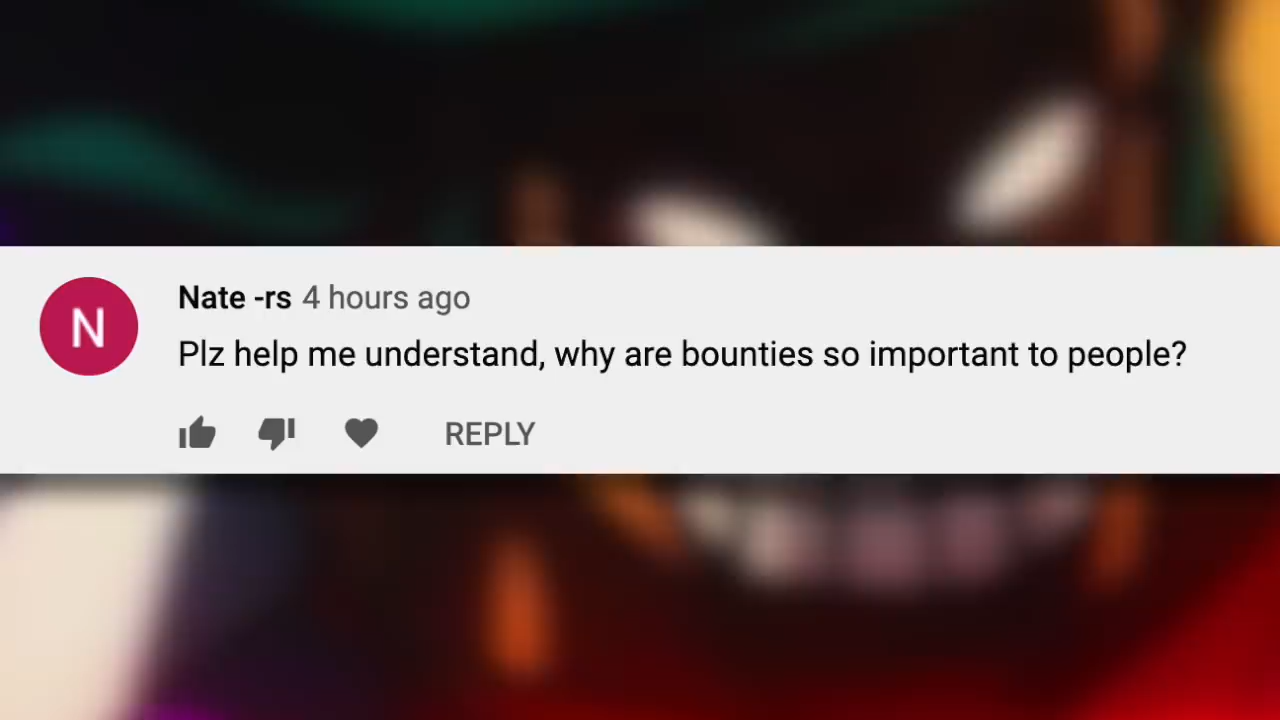 N
Nate -rs 4 hours ago
Plz help me understand, why are bounties so important to people?
REPLY